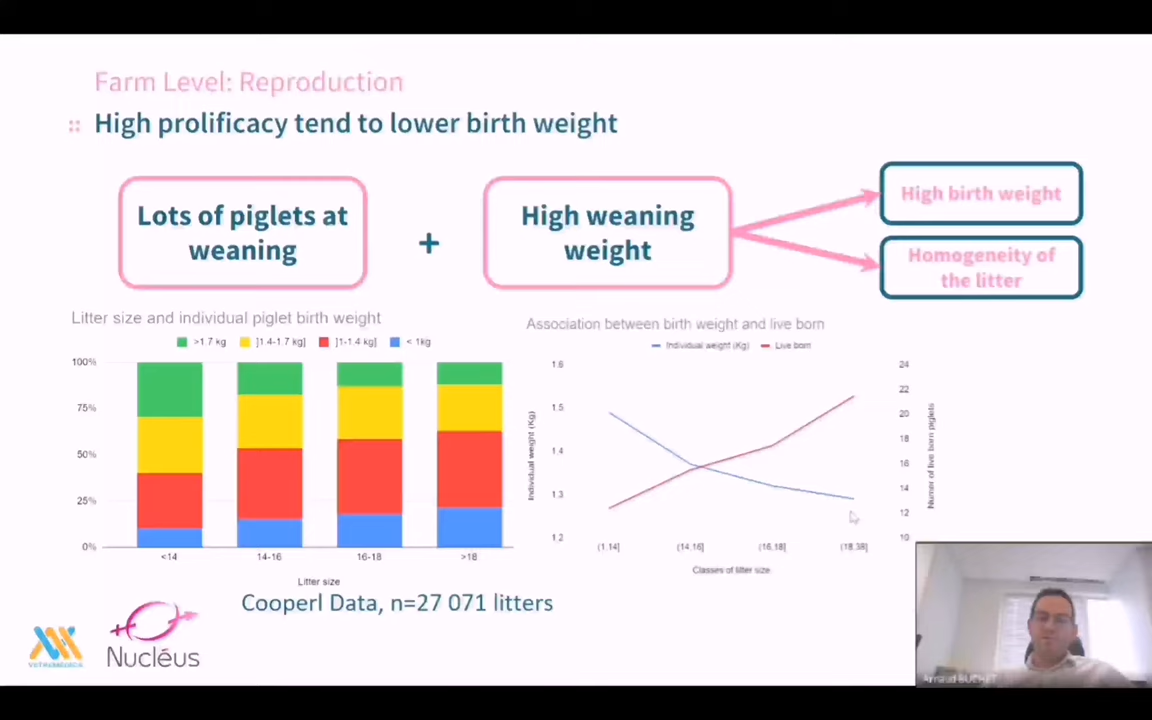 Farm Level: Reproduction
High prolificacy tend to lower birth weight
Lots of piglets at
weaning
+
High weaning
weight
High birth weight
Homogeneity of
the litter
Litter size and individual piglet birth weight
>1.7 kg
]1.4-1.7 kg]
]1-1.4 kg]
< 1kg
100%
75%
50%
25%
0%
<14
14-16
16-18
>18
Litter size
Association between birth weight and live born
Individual weight (Kg)
Live born
1.6
1.5
1.4
1.3
1.2
Individual weight (Kg)
24
22
20
18
16
14
12
10
Numer of live born piglets
(1,14]
(14,16]
(16,18]
(18,38]
Classes of litter size
Cooperl Data, n=27 071 litters
VETAGMEDICA
Nucléus
Arnaud BUCHET